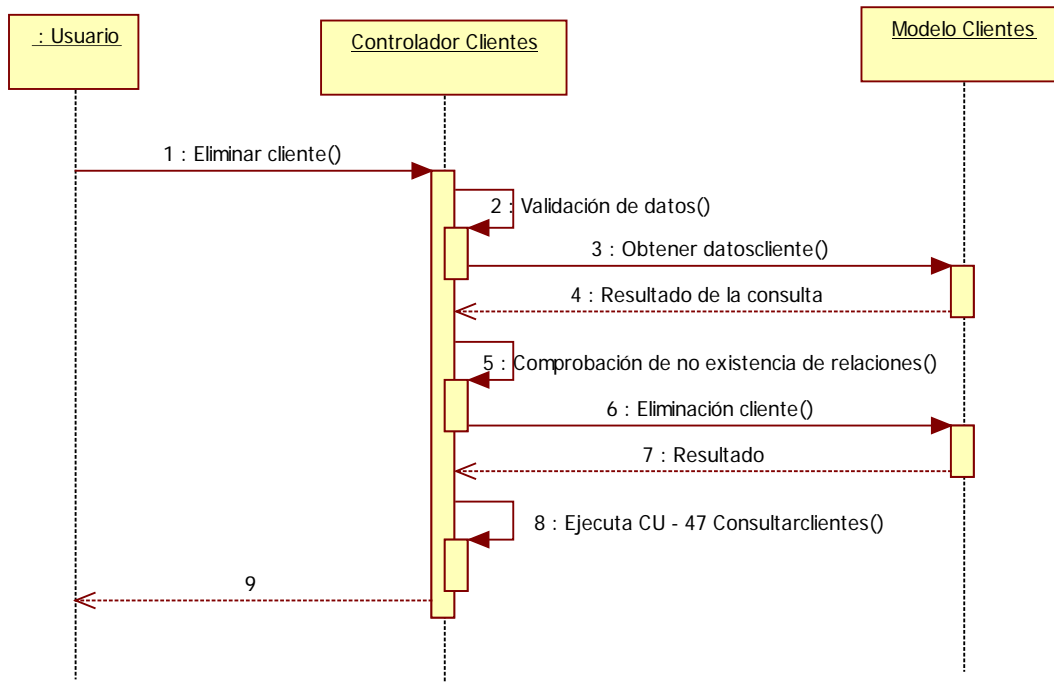 : Usuario
Controlador Clientes
Modelo Clientes
1 : Eliminar cliente()
2 : Validación de datos()
3 : Obtener datoscliente()
4 : Resultado de la consulta
5 : Comprobación de no existencia de relaciones()
6 : Eliminación cliente()
7 : Resultado
8 : Ejecuta CU - 47 Consultarclientes()
9